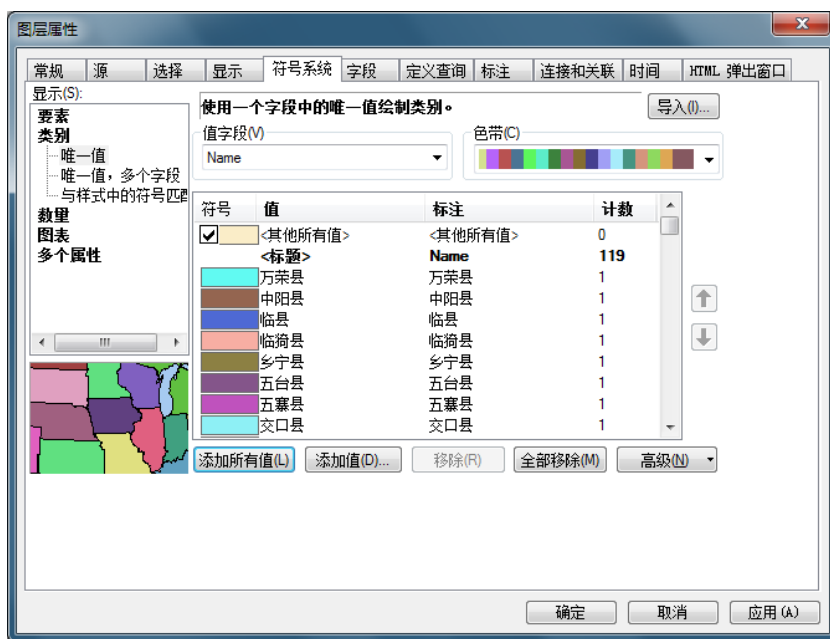 图层属性
常规 源 选择 显示 符号系统 字段 定义查询 标注 连接和关联 时间 HTML 弹出窗口
显示(S):
要素
类别
唯一值
唯一值，多个字段
与样式中的符号匹配
数量
图表
多个属性
使用一个字段中的唯一值绘制类别。
导入(I)...
值字段(V)
Name
色带(C)
符号 值 标注 计数
<其他所有值> <其他所有值> 0
<标题> Name 119
万荣县 万荣县 1
中阳县 中阳县 1
临县 临县 1
临猗县 临猗县 1
乡宁县 乡宁县 1
五台县 五台县 1
五寨县 五寨县 1
交口县 交口县 1
添加所有值(L) 添加值(D)... 移除(R) 全部移除(M) 高级(N)
确定 取消 应用(A)